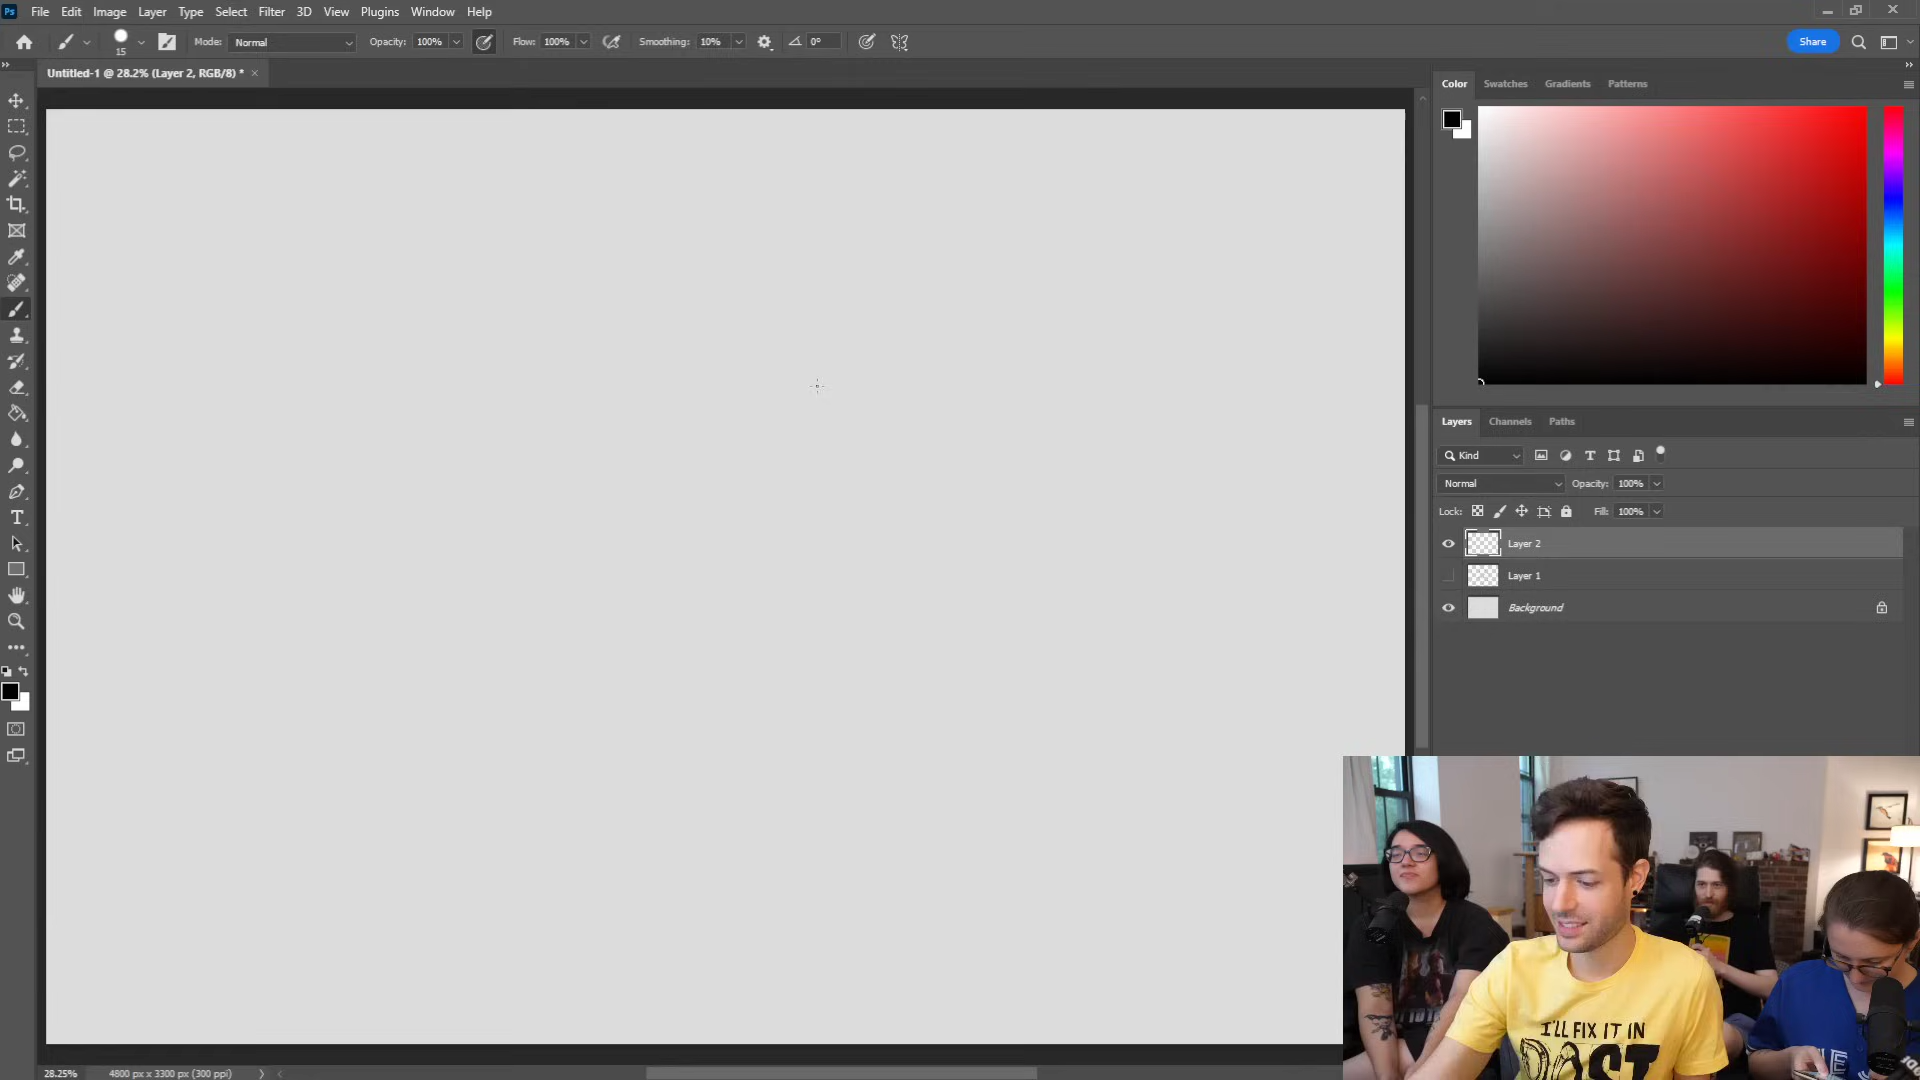 Ps File Edit Image Layer Type Select Filter 3D View Plugins Window Help
15 Mode: Normal Opacity: 100% Flow: 100% Smoothing: 10% 0° Share
Untitled-1 @ 28.2% (Layer 2, RGB/8) *
Color Swatches Gradients Patterns
Layers Channels Paths
Kind
Normal Opacity: 100%
Lock: Fill: 100%
Layer 2
Layer 1
Background
I'LL FIX IT IN
28.25% 4800 px x 3300 px (300 ppi)